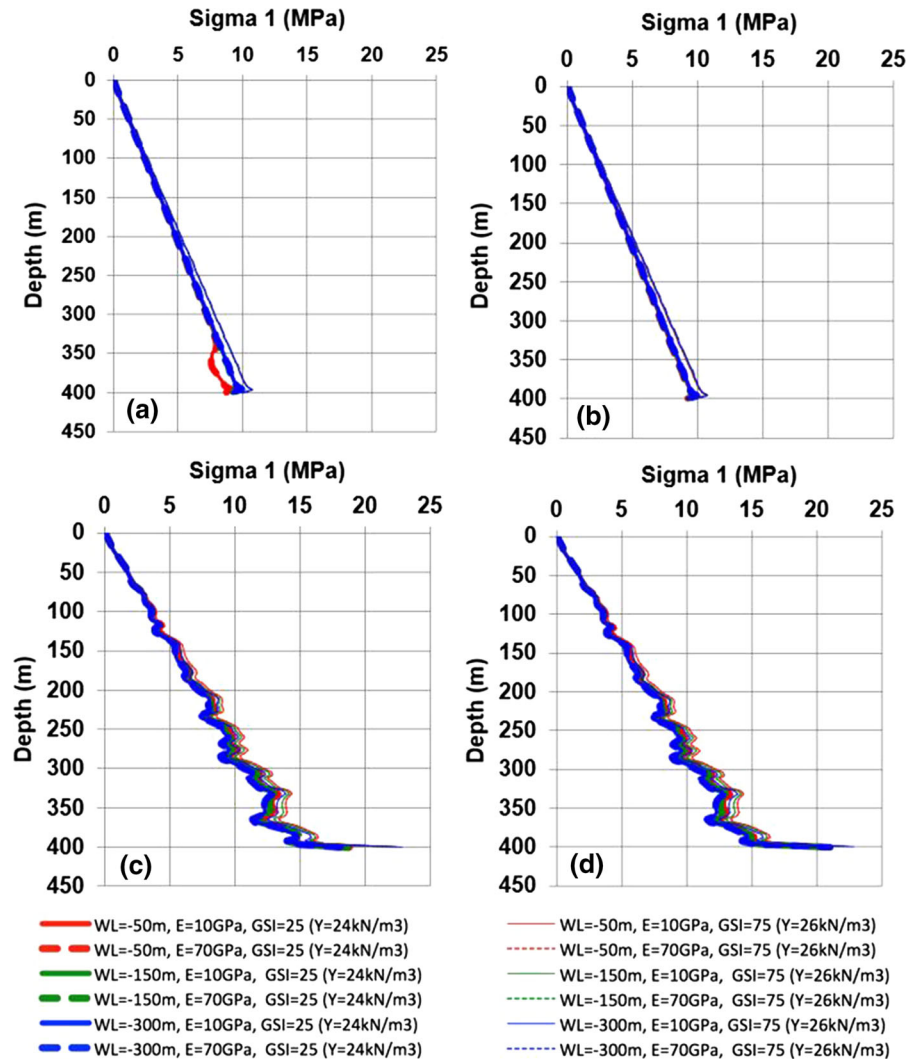 Sigma 1 (MPa)
0 5 10 15 20 25
0
50
100
150
200
250
300
350
400
450
Depth (m)
(a)
Sigma 1 (MPa)
0 5 10 15 20 25
0
50
100
150
200
250
300
350
400
450
Depth (m)
(b)
Sigma 1 (MPa)
0 5 10 15 20 25
0
50
100
150
200
250
300
350
400
450
Depth (m)
(c)
Sigma 1 (MPa)
0 5 10 15 20 25
0
50
100
150
200
250
300
350
400
450
Depth (m)
(d)
WL=-50m, E=10GPa, GSI=25 (Y=24kN/m3)
WL=-50m, E=70GPa, GSI=25 (Y=24kN/m3)
WL=-150m, E=10GPa, GSI=25 (Y=24kN/m3)
WL=-150m, E=70GPa, GSI=25 (Y=24kN/m3)
WL=-300m, E=10GPa, GSI=25 (Y=24kN/m3)
WL=-300m, E=70GPa, GSI=25 (Y=24kN/m3)
WL=-50m, E=10GPa, GSI=75 (Y=26kN/m3)
WL=-50m, E=70GPa, GSI=75 (Y=26kN/m3)
WL=-150m, E=10GPa, GSI=75 (Y=26kN/m3)
WL=-150m, E=70GPa, GSI=75 (Y=26kN/m3)
WL=-300m, E=10GPa, GSI=75 (Y=26kN/m3)
WL=-300m, E=70GPa, GSI=75 (Y=26kN/m3)